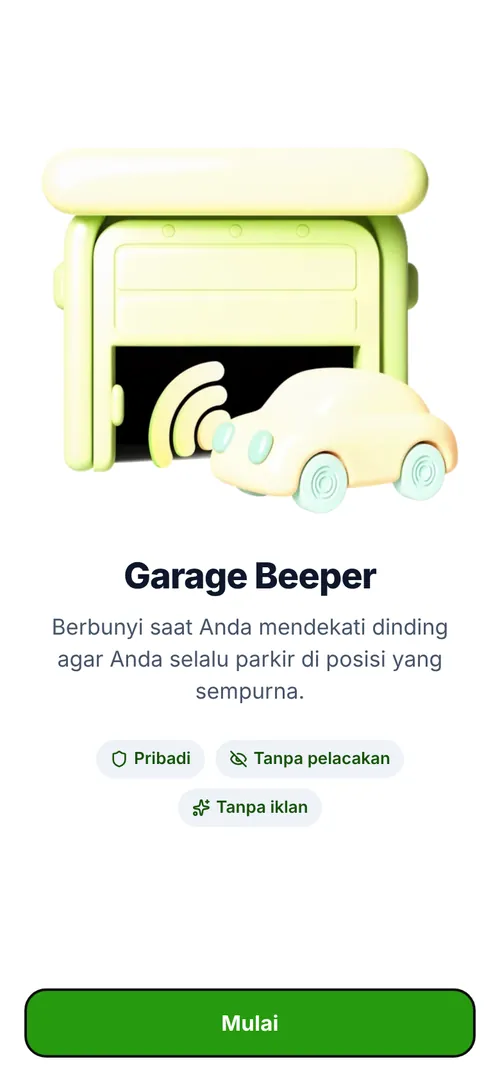 Garage Beeper
Berbunyi saat Anda mendekati dinding
agar Anda selalu parkir di posisi yang
sempurna.
Pribadi
Tanpa pelacakan
Tanpa iklan
Mulai